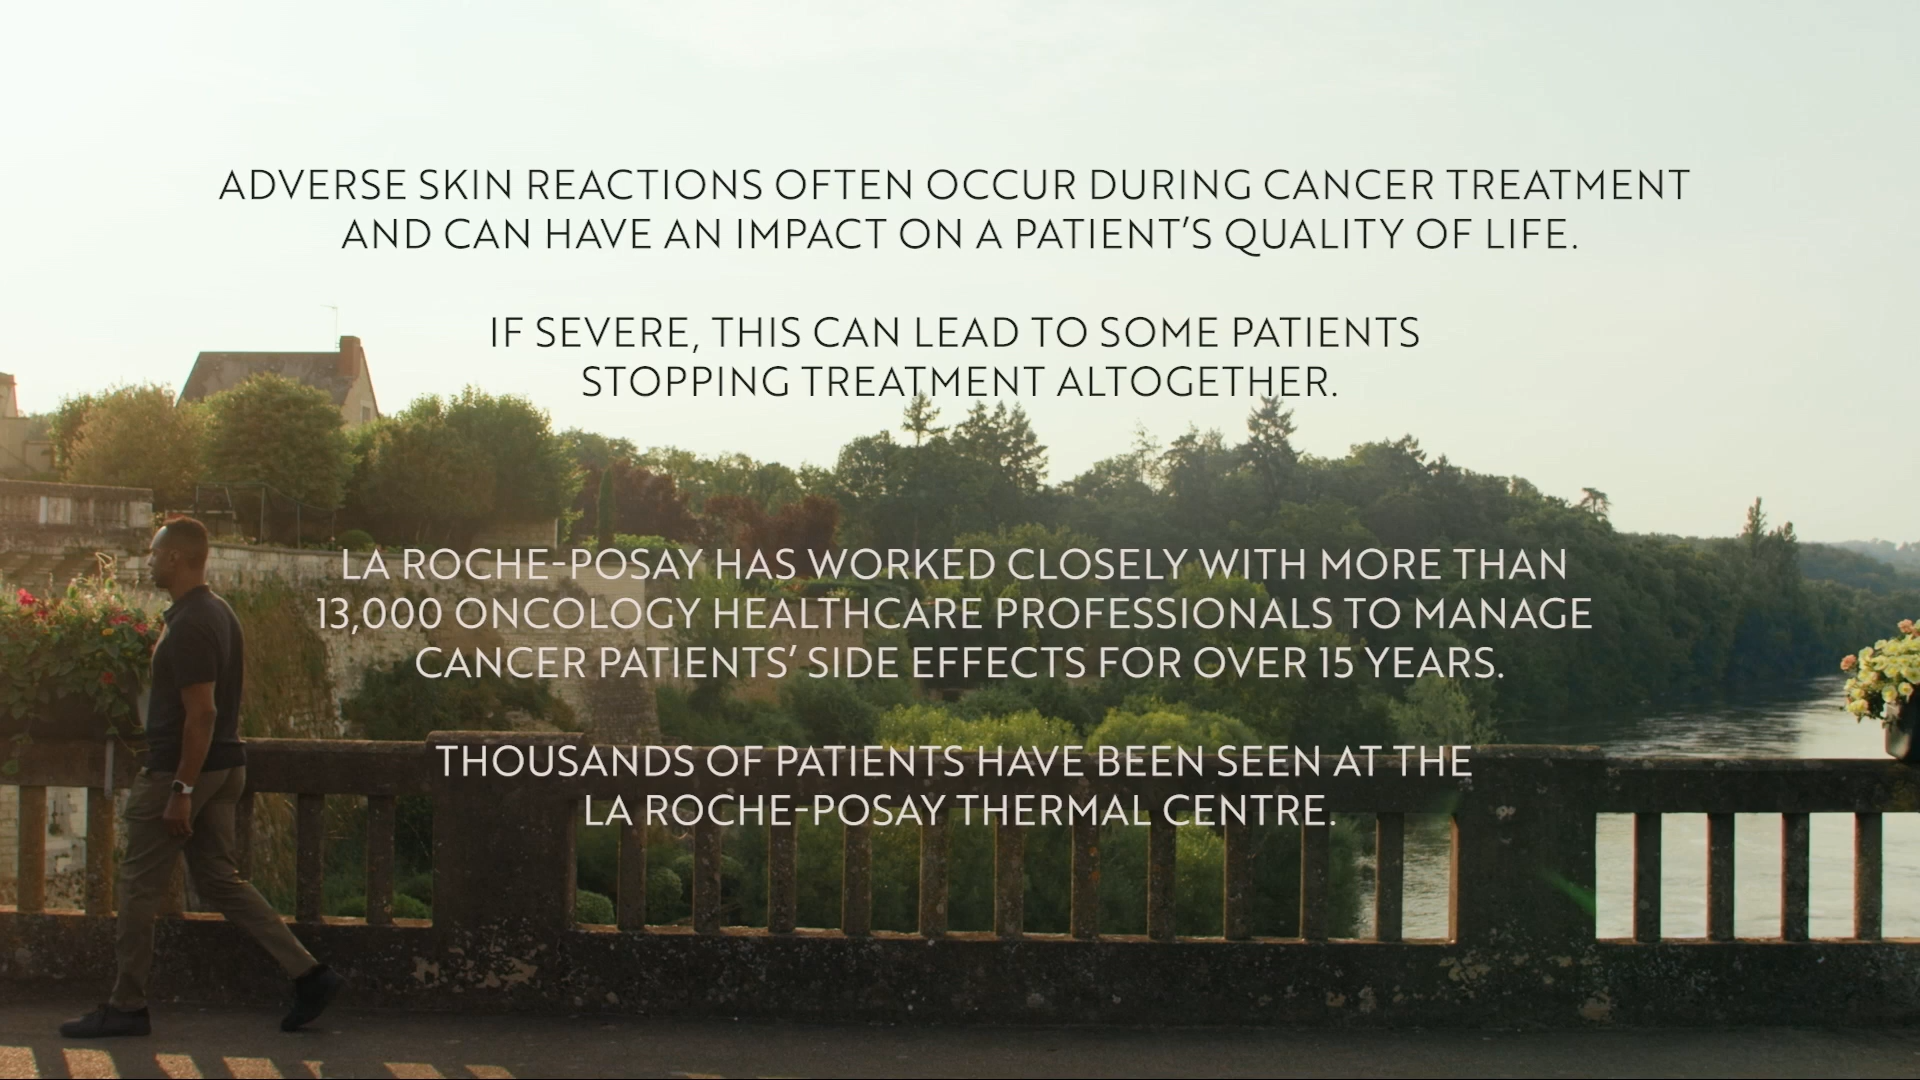 ADVERSE SKIN REACTIONS OFTEN OCCUR DURING CANCER TREATMENT
AND CAN HAVE AN IMPACT ON A PATIENT’S QUALITY OF LIFE.
IF SEVERE, THIS CAN LEAD TO SOME PATIENTS
STOPPING TREATMENT ALTOGETHER.
LA ROCHE-POSAY HAS WORKED CLOSELY WITH MORE THAN
13,000 ONCOLOGY HEALTHCARE PROFESSIONALS TO MANAGE
CANCER PATIENTS’ SIDE EFFECTS FOR OVER 15 YEARS.
THOUSANDS OF PATIENTS HAVE BEEN SEEN AT THE
LA ROCHE-POSAY THERMAL CENTRE.